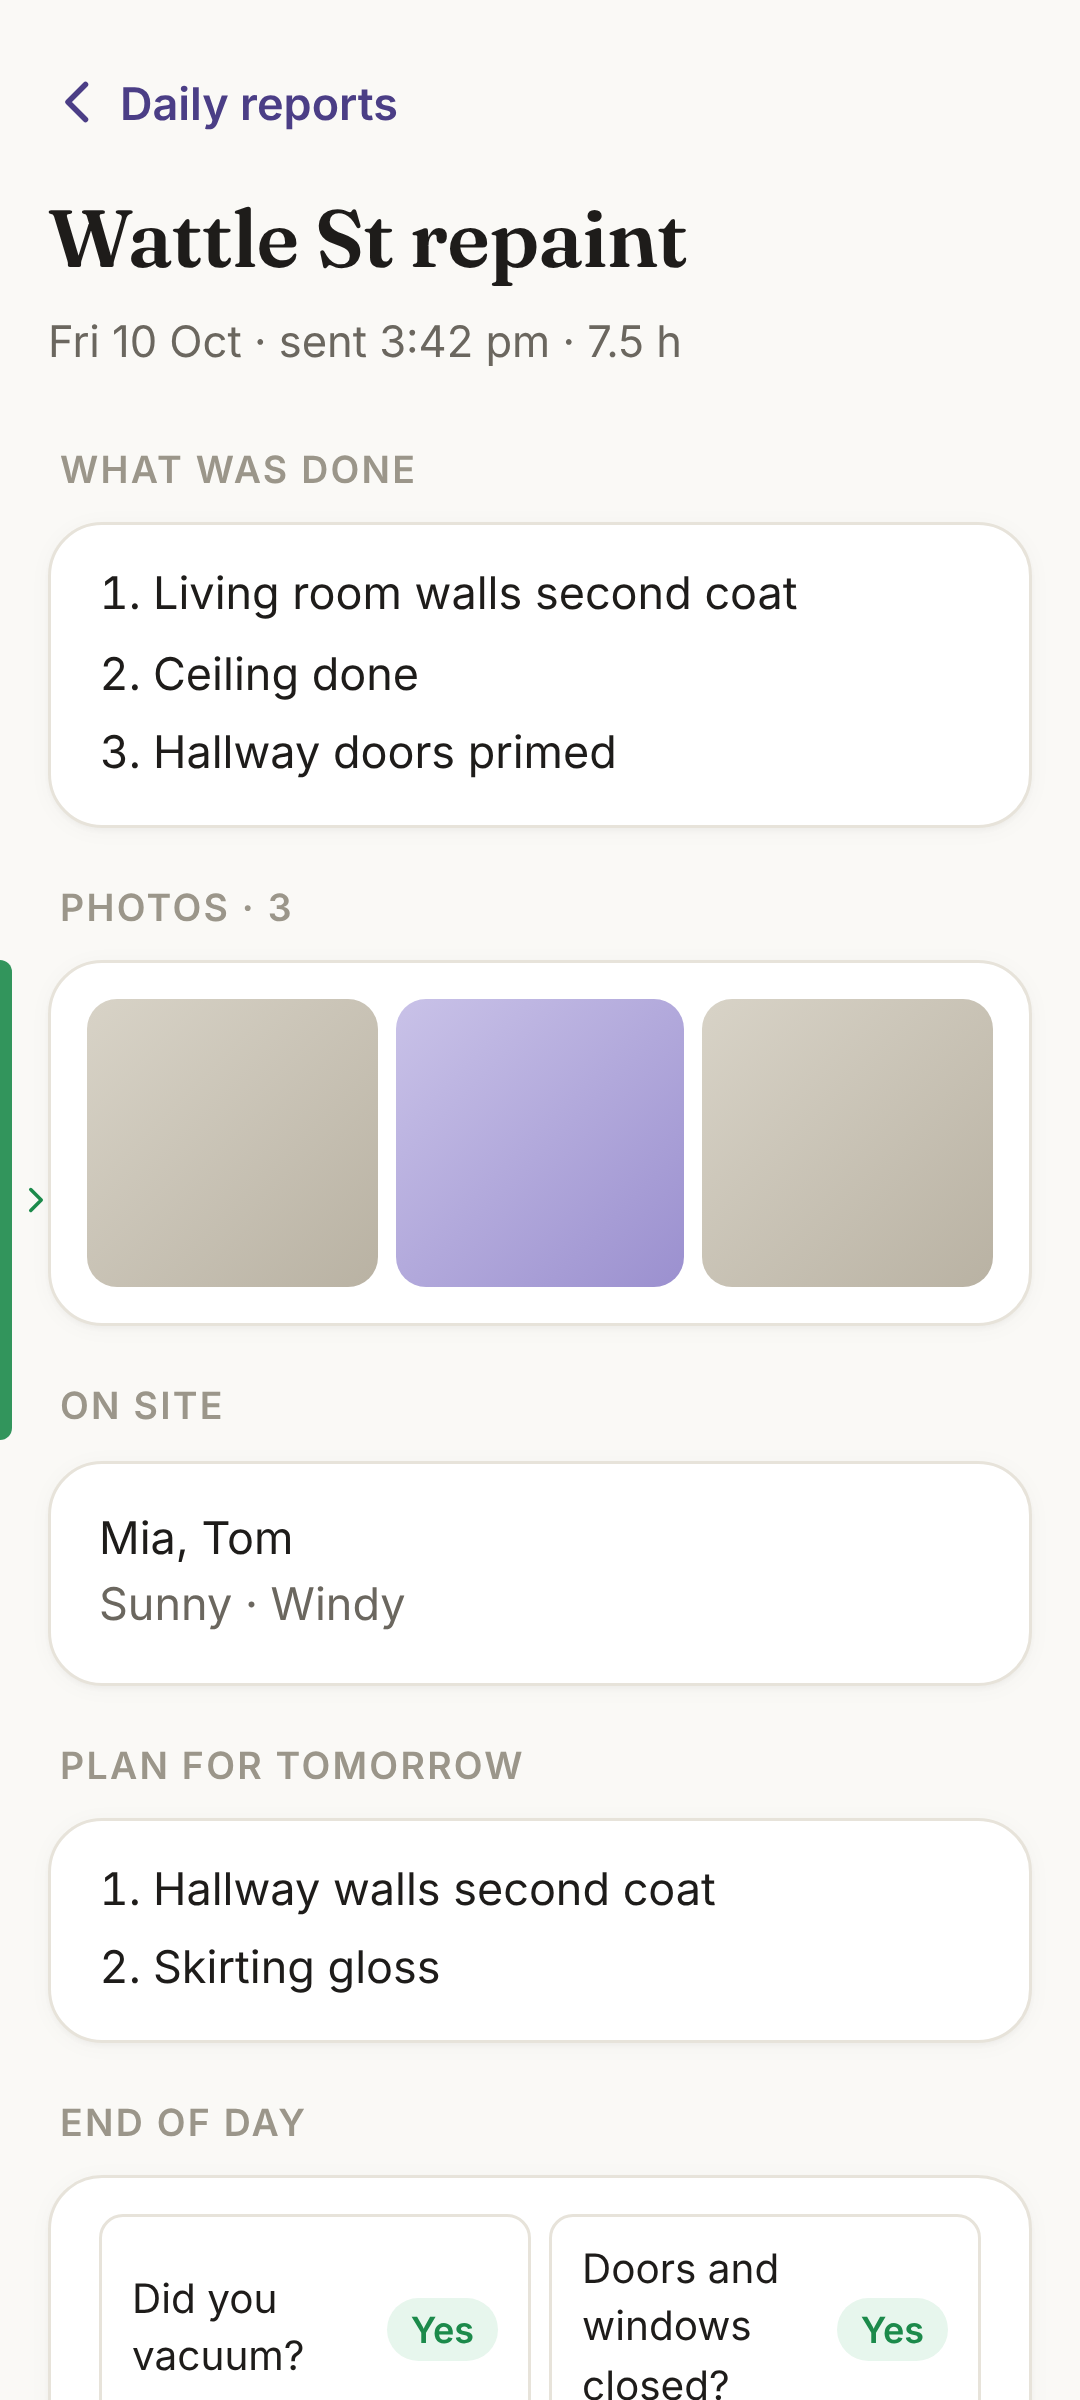 Daily reports
Wattle St repaint
Fri 10 Oct · sent 3:42 pm · 7.5 h
WHAT WAS DONE
1. Living room walls second coat
2. Ceiling done
3. Hallway doors primed
PHOTOS · 3
ON SITE
Mia, Tom
Sunny · Windy
PLAN FOR TOMORROW
1. Hallway walls second coat
2. Skirting gloss
END OF DAY
Did you
vacuum?
Yes
Doors and
windows
closed?
Yes